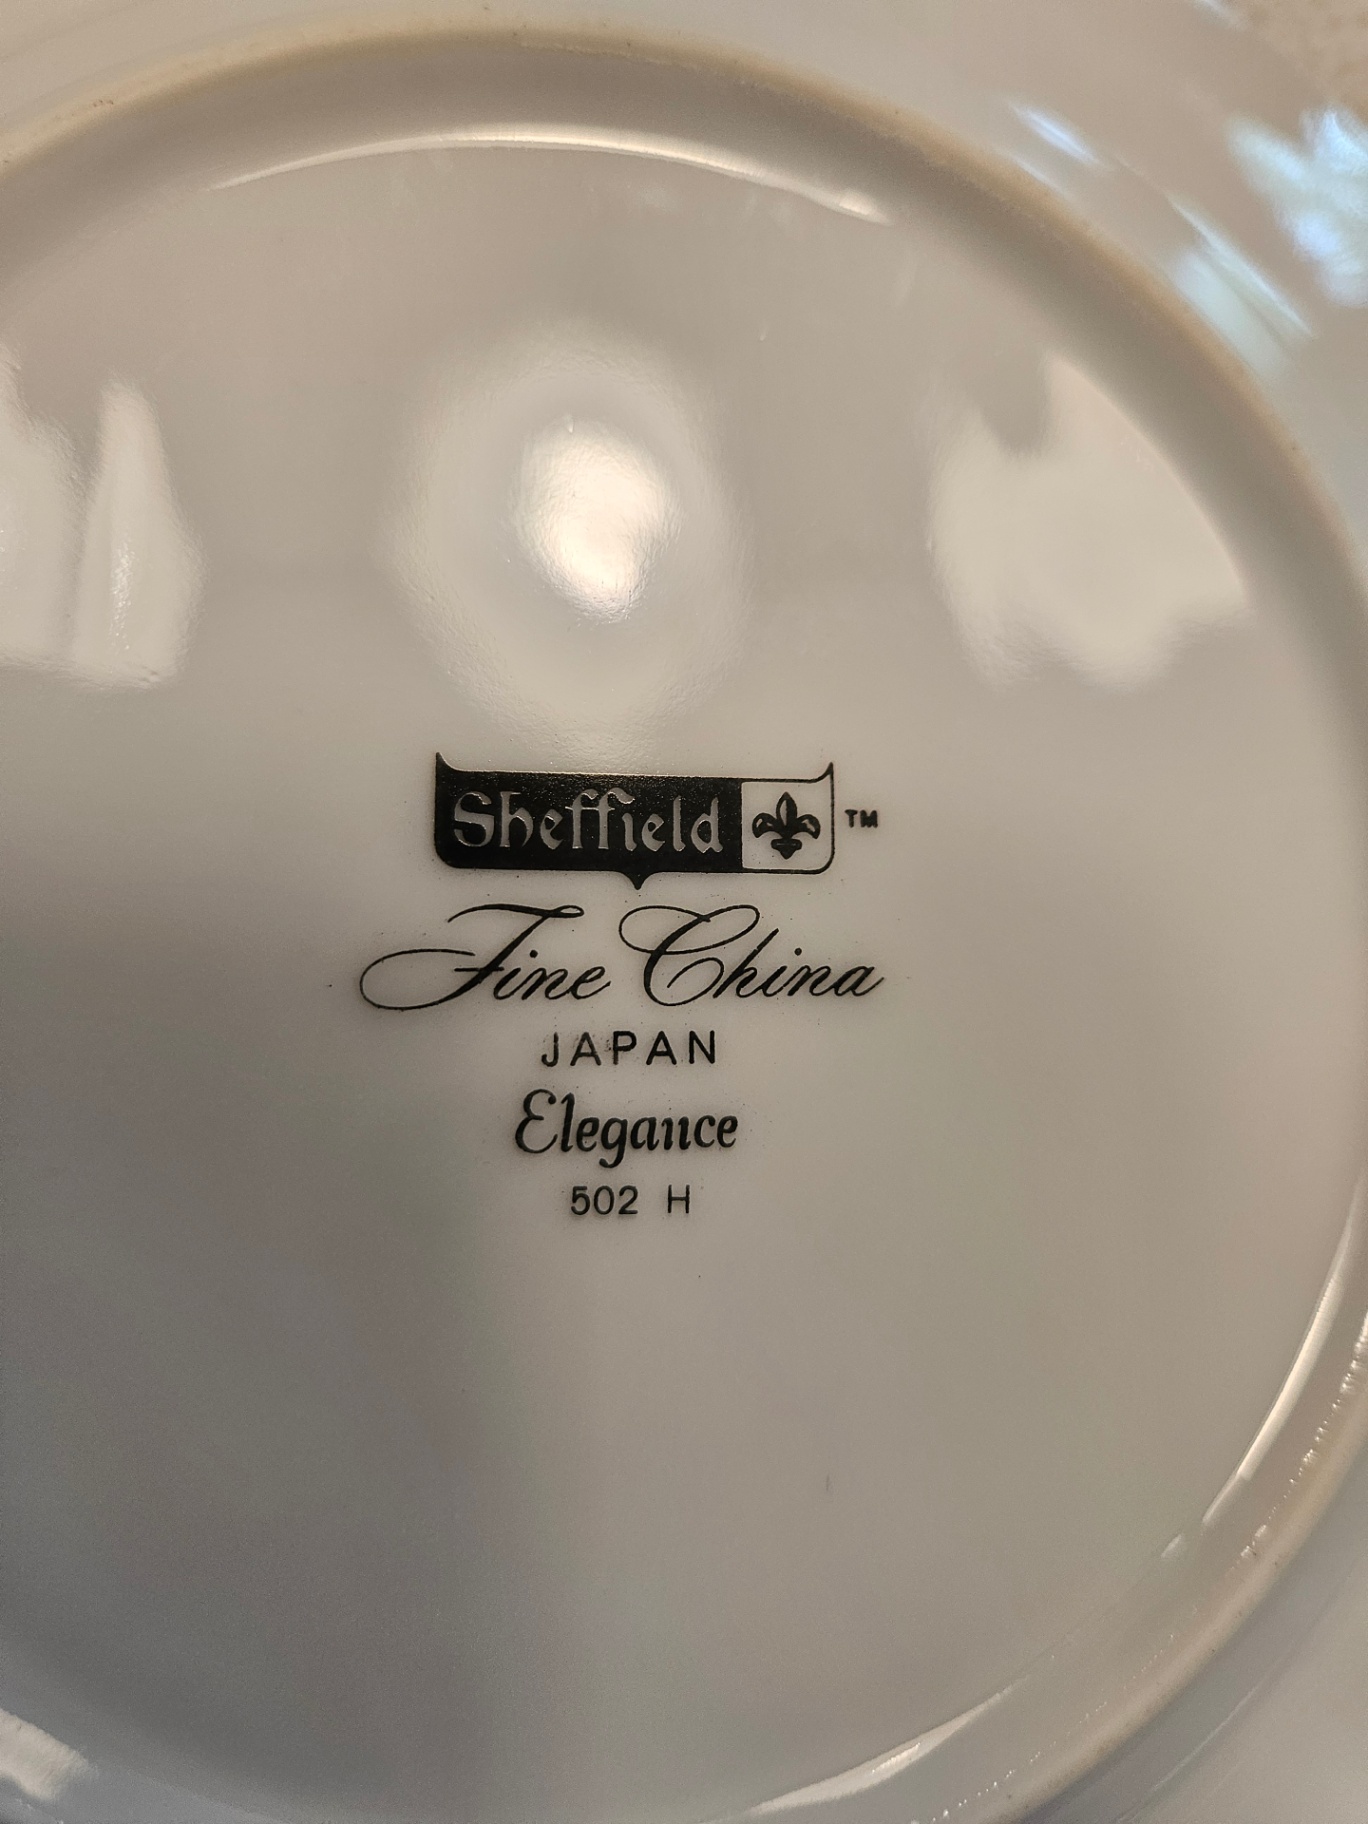 Sheffield ™
Fine China
JAPAN
Elegance
502 H